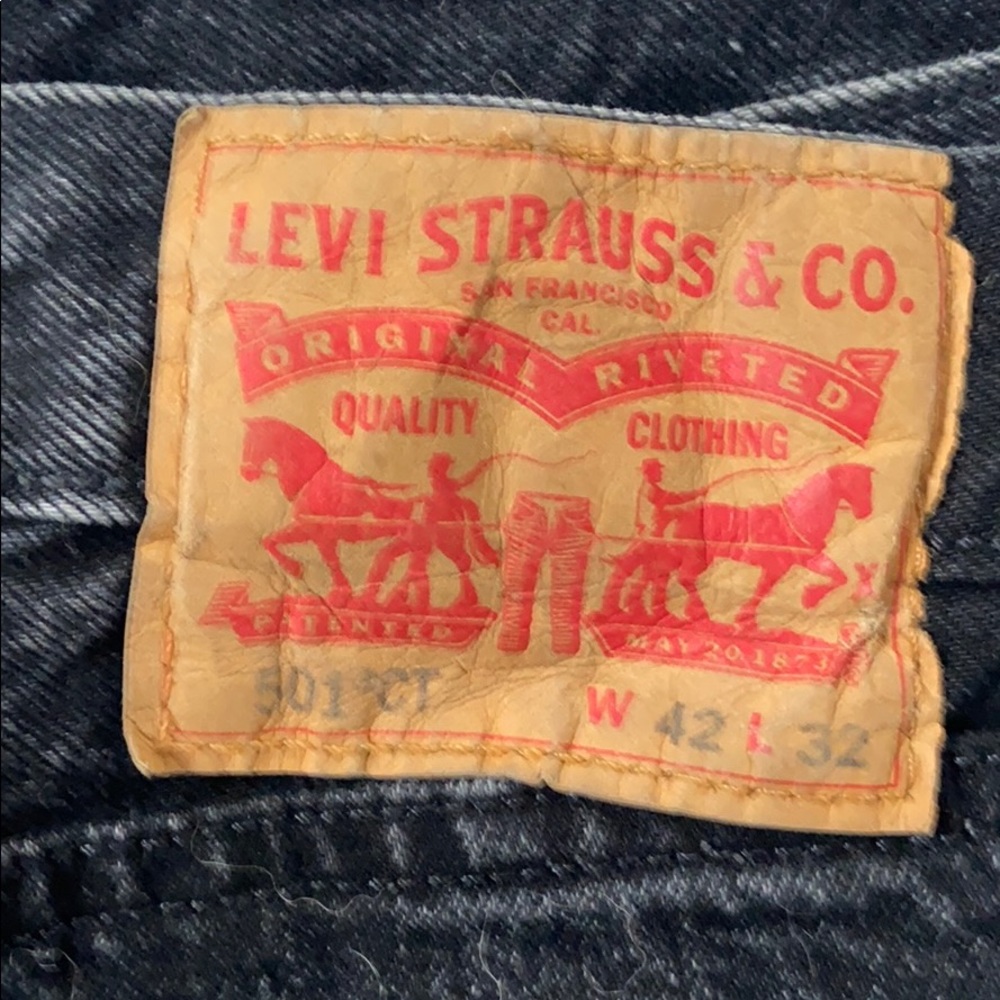 LEVI STRAUSS & CO.
SAN FRANCISCO
CAL.
ORIGINAL RIVETED
QUALITY CLOTHING
X
PATENTED MAY 20 1873
501®CT W 42 L 32